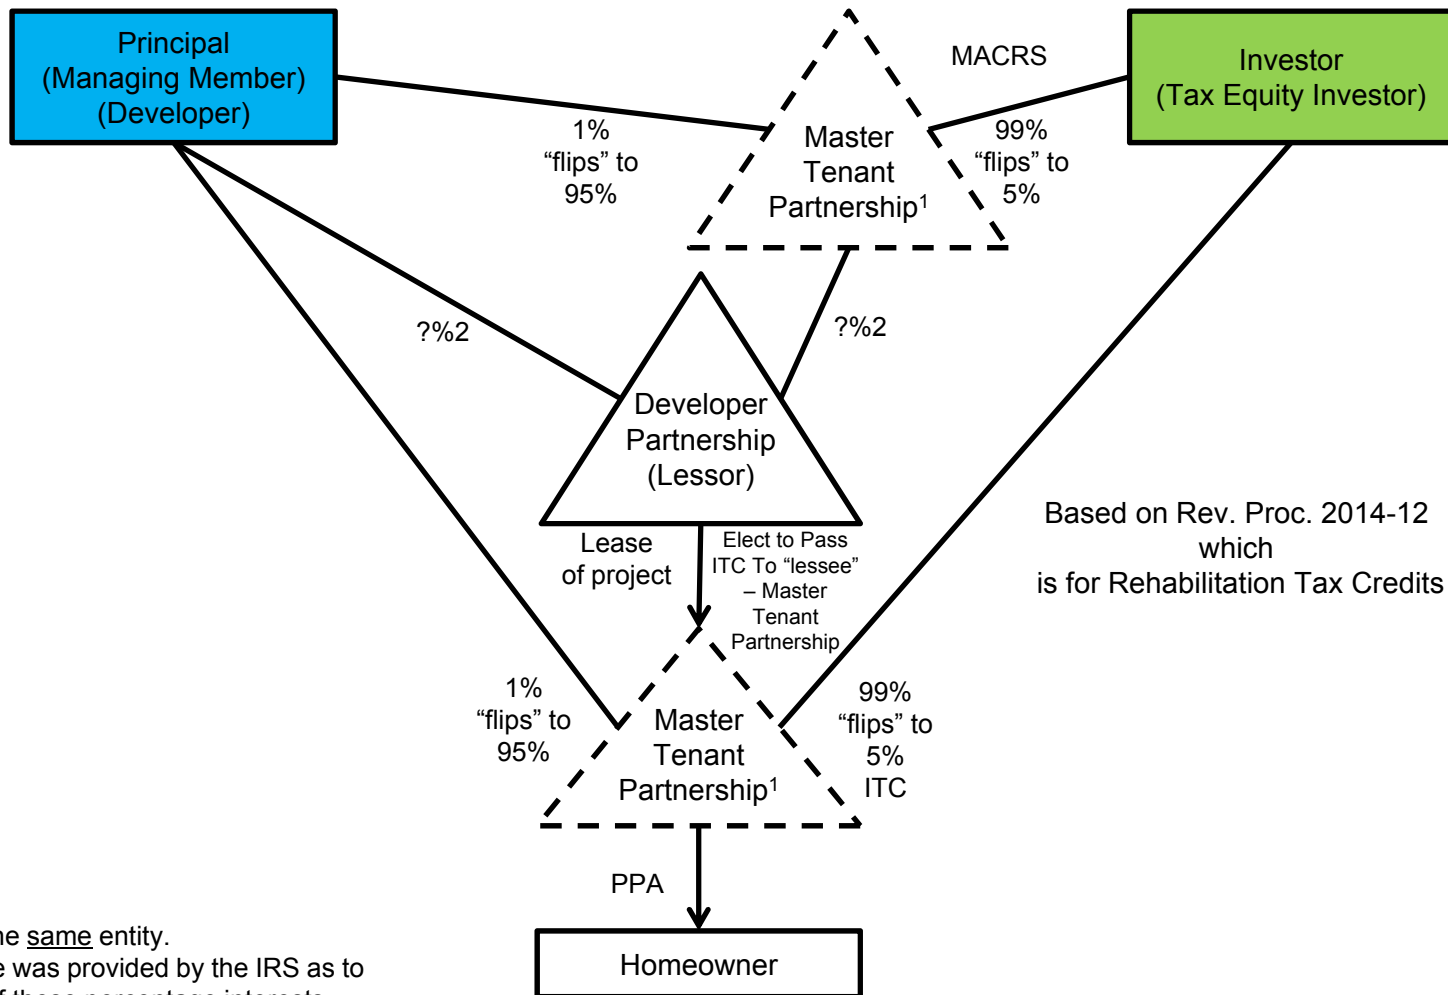 Principal
(Managing Member)
(Developer)
MACRS
Investor
(Tax Equity Investor)
1%
“flips” to
95%
Master
Tenant
Partnership¹
99%
“flips” to
5%
?%2
?%2
Developer
Partnership
(Lessor)
Based on Rev. Proc. 2014-12
which
is for Rehabilitation Tax Credits
Lease
of project
Elect to Pass
ITC To “lessee”
– Master
Tenant
Partnership
1%
“flips” to
95%
Master
Tenant
Partnership¹
99%
“flips” to
5%
ITC
PPA
Homeowner
same entity.
was provided by the IRS as to
these percentage interests